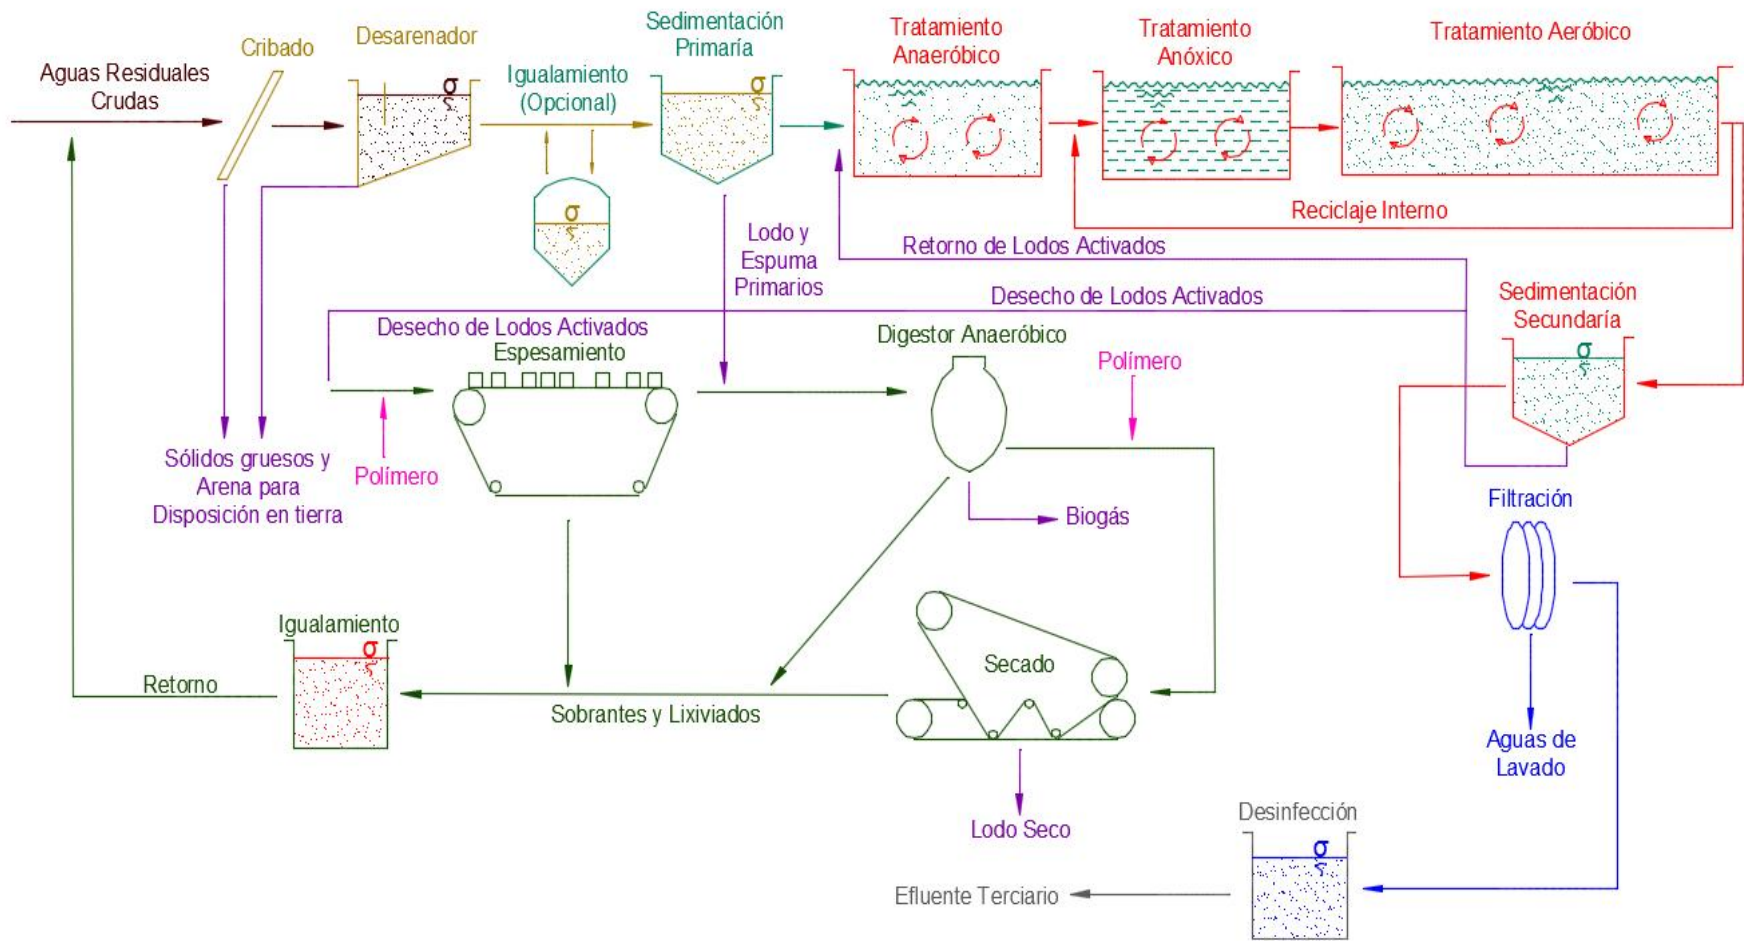 Aguas Residuales
Crudas
Cribado
Desarenador
Igualamiento
(Opcional)
Sedimentación
Primaría
Tratamiento
Anaeróbico
Tratamiento
Anóxico
Tratamiento Aeróbico
Reciclaje Interno
Retorno de Lodos Activados
Lodo y
Espuma
Primarios
Desecho de Lodos Activados
Sedimentación
Secundaría
Desecho de Lodos Activados
Espesamiento
Digestor Anaeróbico
Polímero
Sólidos gruesos y
Arena para
Disposición en tierra
Polímero
Biogás
Filtración
Igualamiento
Retorno
Sobrantes y Lixiviados
Secado
Aguas de
Lavado
Lodo Seco
Desinfección
Efluente Terciario